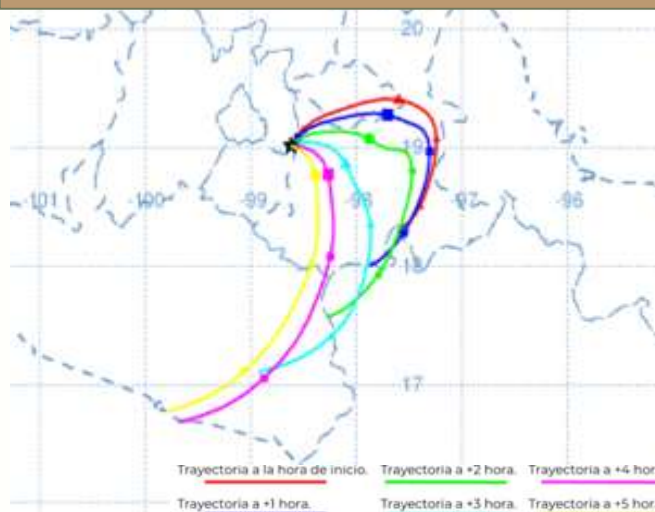 20
19
-101 -100 -99 -98 -97 -96
18
17
Trayectoria a la hora de inicio. Trayectoria a +2 hora. Trayectoria a +4 hor
Trayectoria a +1 hora. Trayectoria a +3 hora. Trayectoria a +5 hor